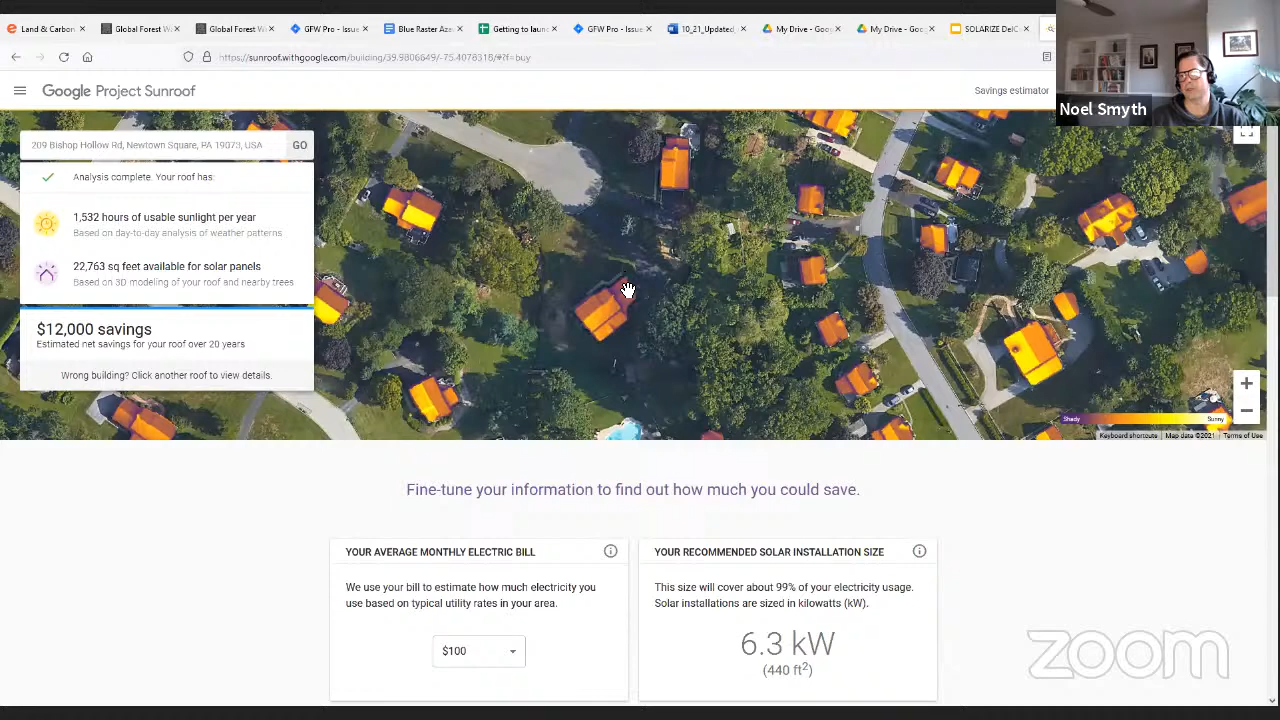 Land & Carbon
Global Forest W
Global Forest
GFW Pro - Issu
Blue Raster Aza
Getting to laun
GFW Pro - Issue
10_21_Updated
My Drive - Goo
My Drive - Goo
SOLARIZE DelC
https://sunroof.withgoogle.com/building/39.9806649/-75.4078318/#?f=buy
Google Project Sunroof
Savings estimator
Noel Smyth
209 Bishop Hollow Rd, Newtown Square, PA 19073, USA
GO
Analysis complete. Your roof has:
1,532 hours of usable sunlight per year
Based on day-to-day analysis of weather patterns
22,763 sq feet available for solar panels
Based on 3D modeling of your roof and nearby trees
$12,000 savings
Estimated net savings for your roof over 20 years
Wrong building? Click another roof to view details.
+
−
Shady
Sunny
Keyboard shortcuts
Map data ©2021
Terms of Use
Fine-tune your information to find out how much you could save.
YOUR AVERAGE MONTHLY ELECTRIC BILL
We use your bill to estimate how much electricity you
use based on typical utility rates in your area.
$100
YOUR RECOMMENDED SOLAR INSTALLATION SIZE
This size will cover about 99% of your electricity usage.
Solar installations are sized in kilowatts (kW).
6.3 kW
(440 ft²)
zoom